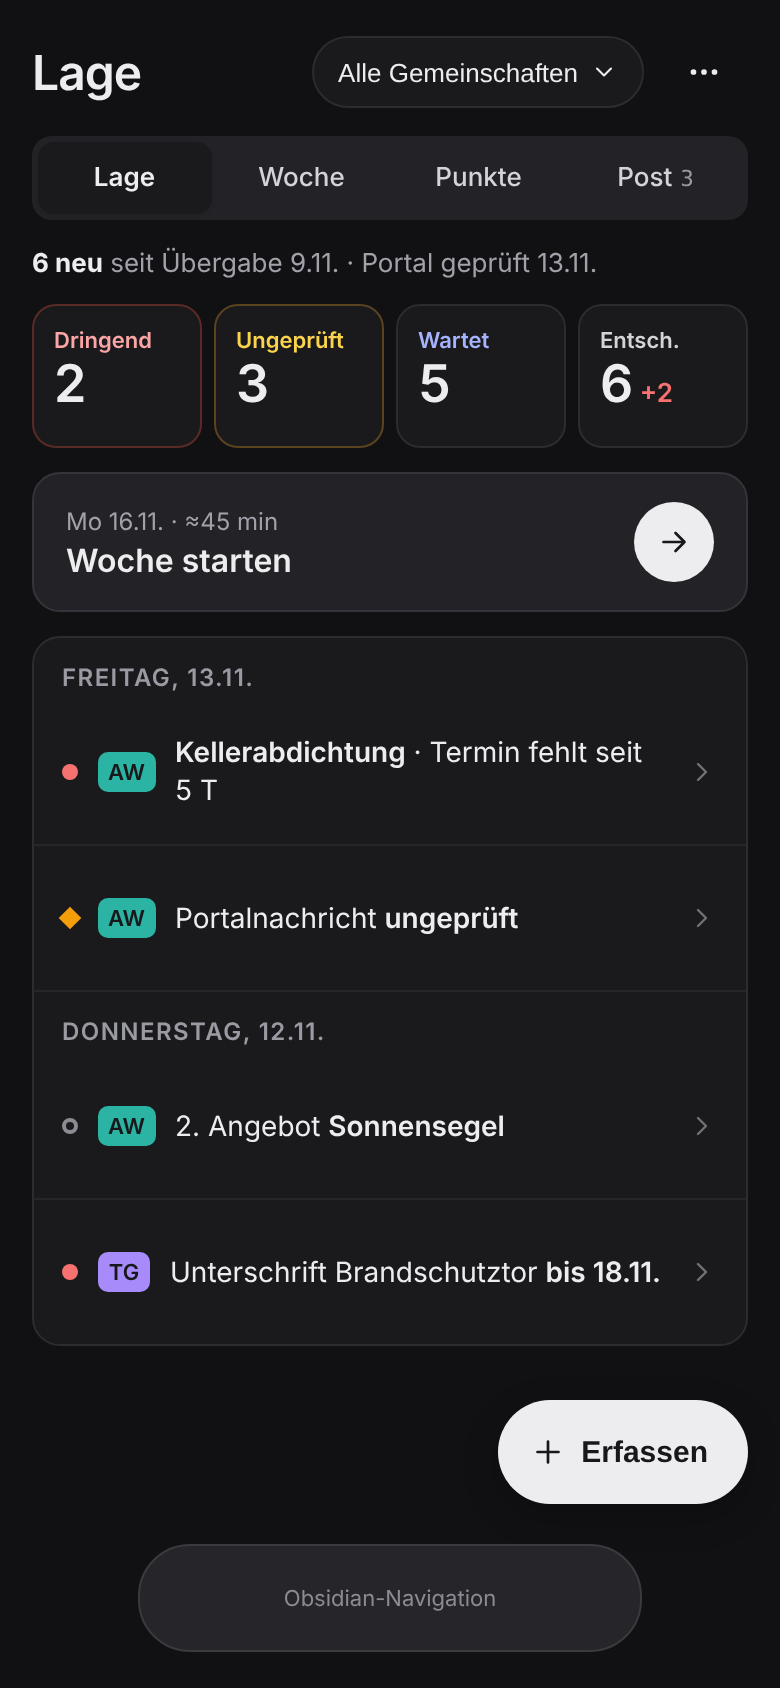 Lage
Alle Gemeinschaften
Lage
Woche
Punkte
Post 3
6 neu seit Übergabe 9.11. · Portal geprüft 13.11.
Dringend
2
Ungeprüft
3
Wartet
5
Entsch.
6 +2
Mo 16.11. · ≈45 min
Woche starten
FREITAG, 13.11.
AW
Kellerabdichtung · Termin fehlt seit
5 T
AW
Portalnachricht ungeprüft
DONNERSTAG, 12.11.
AW
2. Angebot Sonnensegel
TG
Unterschrift Brandschutztor bis 18.11.
+ Erfassen
Obsidian-Navigation